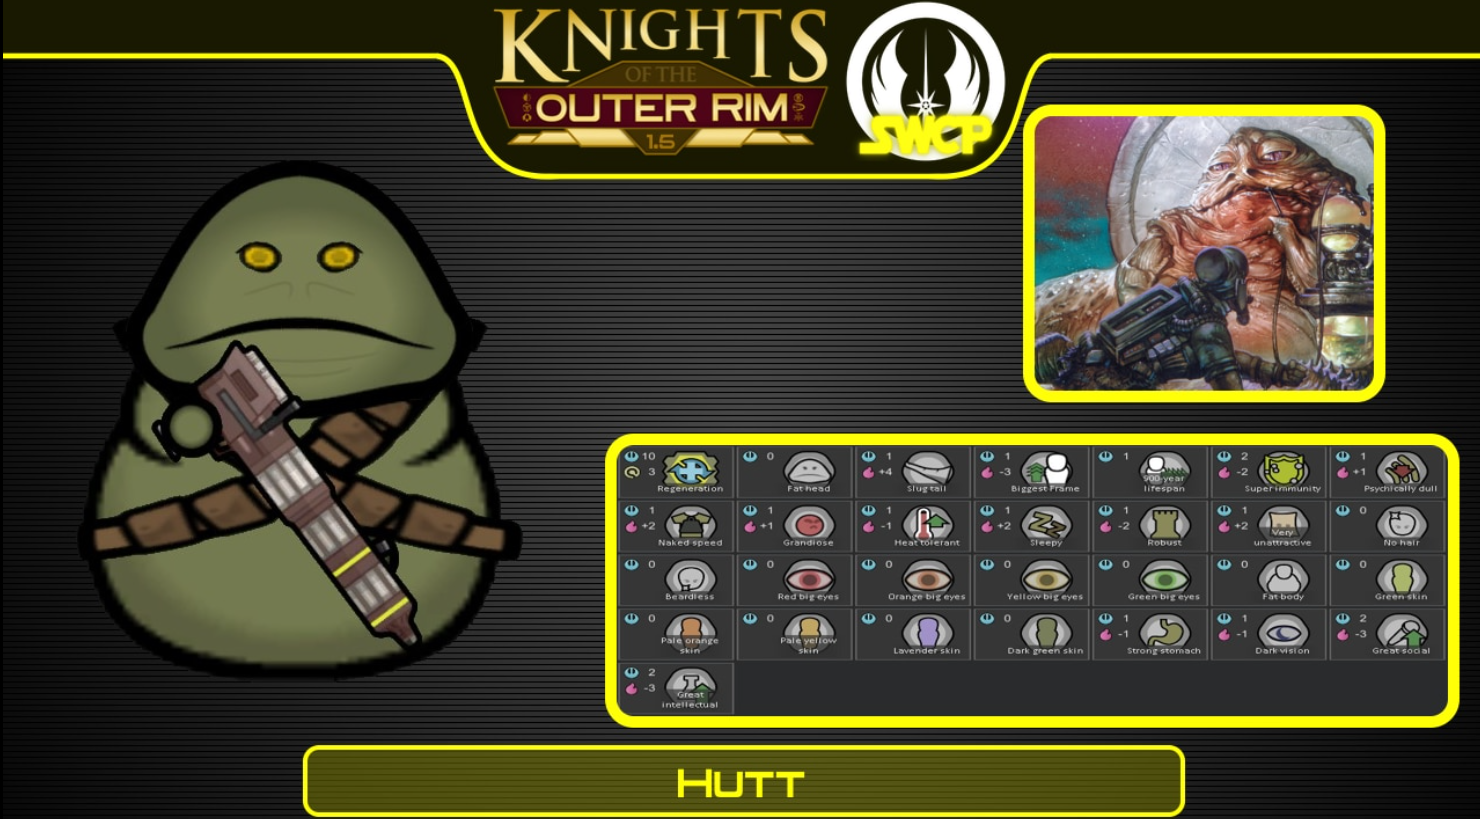 KNIGHTS
OF THE
OUTER RIM
1.5
SWCP
10 3 Regeneration
0 Fat head
1 +4 Slug tail
1 -3 Biggest Frame
1 900-year lifespan
2 -2 Super immunity
1 +1 Psychically dull
1 +2 Naked speed
1 +1 Grandiose
1 -1 Heat tolerant
1 +2 Sleepy
1 -2 Robust
1 +2 Very unattractive
0 No hair
0 Beardless
0 Red big eyes
0 Orange big eyes
0 Yellow big eyes
0 Green big eyes
0 Fat body
0 Green skin
0 Pale orange skin
0 Pale yellow skin
0 Lavender skin
0 Dark green skin
1 -1 Strong stomach
1 -1 Dark vision
2 -3 Great social
2 -3 Great intellectual
HUTT